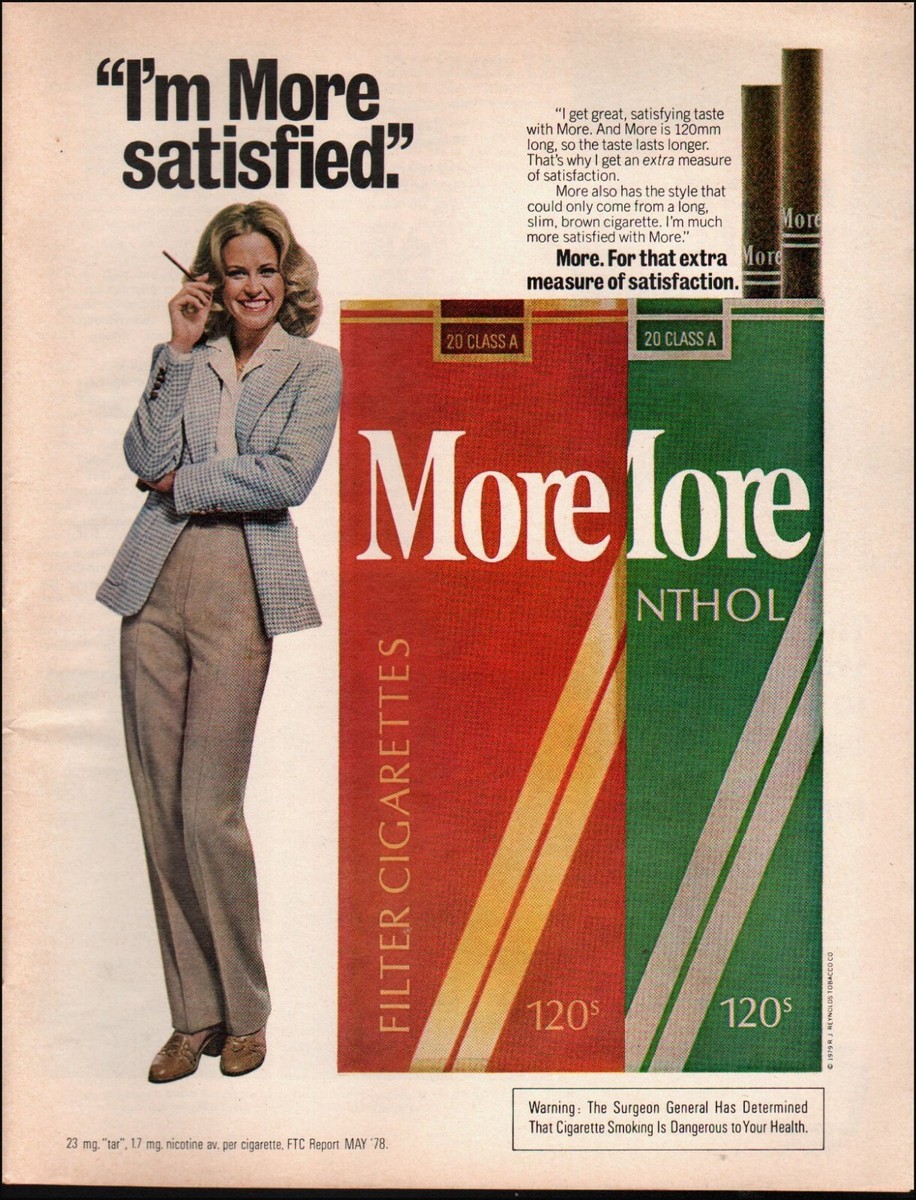 “I’m More
satisfied.”
“I get great, satisfying taste
with More. And More is 120mm
long, so the taste lasts longer.
That’s why I get an extra measure
of satisfaction.
More also has the style that
could only come from a long,
slim, brown cigarette. I’m much
more satisfied with More.”
More. For that extra
measure of satisfaction.
More
More
20 CLASS A
20 CLASS A
More
lore
NTHOL
FILTER CIGARETTES
120s
120s
© 1979 R. J. REYNOLDS TOBACCO CO.
Warning: The Surgeon General Has Determined
That Cigarette Smoking Is Dangerous to Your Health.
23 mg. "tar", 1.7 mg. nicotine av. per cigarette, FTC Report MAY '78.